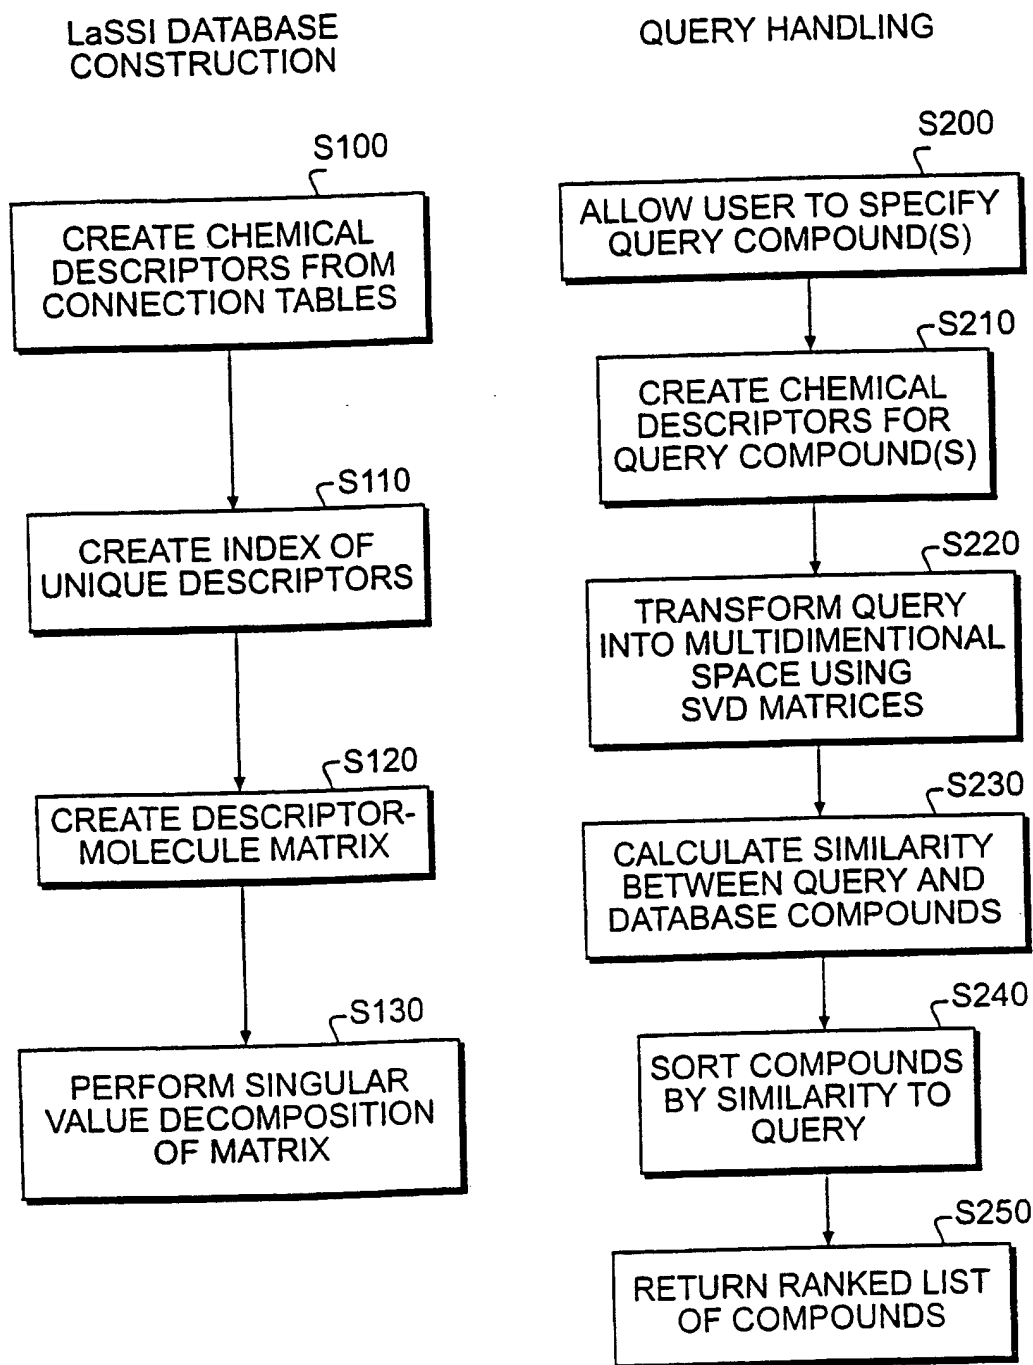 LaSSI DATABASE
CONSTRUCTION
S100
CREATE CHEMICAL
DESCRIPTORS FROM
CONNECTION TABLES
S110
CREATE INDEX OF
UNIQUE DESCRIPTORS
S120
CREATE DESCRIPTOR-
MOLECULE MATRIX
S130
PERFORM SINGULAR
VALUE DECOMPOSITION
OF MATRIX
QUERY HANDLING
S200
ALLOW USER TO SPECIFY
QUERY COMPOUND(S)
S210
CREATE CHEMICAL
DESCRIPTORS FOR
QUERY COMPOUND(S)
S220
TRANSFORM QUERY
INTO MULTIDIMENTIONAL
SPACE USING
SVD MATRICES
S230
CALCULATE SIMILARITY
BETWEEN QUERY AND
DATABASE COMPOUNDS
S240
SORT COMPOUNDS
BY SIMILARITY TO
QUERY
S250
RETURN RANKED LIST
OF COMPOUNDS